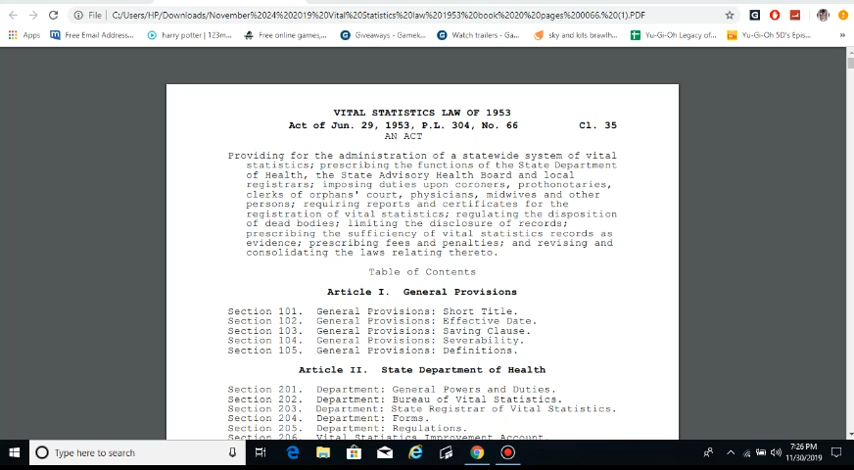 File | C:/Users/HP/Downloads/November%2024%202019%20Vital%20Statistics%20law%201953%20book%2020%20pages%200066.%20(1).PDF
Apps Free Email Address... harry potter | 123m... Free online games,... Giveaways - Gamek... Watch trailers - Ga... sky and kits brawlh... Yu-Gi-Oh Legacy of... Yu-Gi-Oh 5D's Epis...
VITAL STATISTICS LAW OF 1953
Act of Jun. 29, 1953, P.L. 304, No. 66 Cl. 35
AN ACT
Providing for the administration of a statewide system of vital
statistics; prescribing the functions of the State Department
of Health, the State Advisory Health Board and local
registrars; imposing duties upon coroners, prothonotaries,
clerks of orphans' court, physicians, midwives and other
persons; requiring reports and certificates for the
registration of vital statistics; regulating the disposition
of dead bodies; limiting the disclosure of records;
prescribing the sufficiency of vital statistics records as
evidence; prescribing fees and penalties; and revising and
consolidating the laws relating thereto.
Table of Contents
Article I. General Provisions
Section 101. General Provisions: Short Title.
Section 102. General Provisions: Effective Date.
Section 103. General Provisions: Saving Clause.
Section 104. General Provisions: Severability.
Section 105. General Provisions: Definitions.
Article II. State Department of Health
Section 201. Department: General Powers and Duties.
Section 202. Department: Bureau of Vital Statistics.
Section 203. Department: State Registrar of Vital Statistics.
Section 204. Department: Forms.
Section 205. Department: Regulations.
Section 206. Vital Statistics Improvement Account.
Type here to search
7:26 PM
11/30/2019